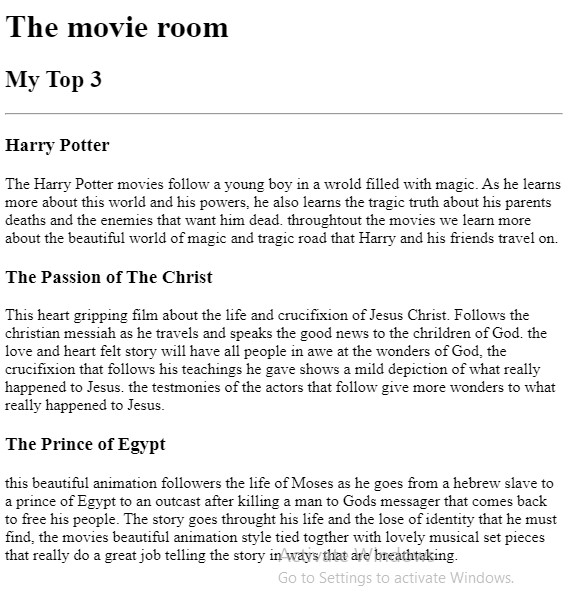 The movie room
My Top 3
Harry Potter
The Harry Potter movies follow a young boy in a wrold filled with magic. As he learns
more about this world and his powers, he also learns the tragic truth about his parents
deaths and the enemies that want him dead. throughtout the movies we learn more
about the beautiful world of magic and tragic road that Harry and his friends travel on.
The Passion of The Christ
This heart gripping film about the life and crucifixion of Jesus Christ. Follows the
christian messiah as he travels and speaks the good news to the chrildren of God. the
love and heart felt story will have all people in awe at the wonders of God, the
crucifixion that follows his teachings he gave shows a mild depiction of what really
happened to Jesus. the testmonies of the actors that follow give more wonders to what
really happened to Jesus.
The Prince of Egypt
this beautiful animation followers the life of Moses as he goes from a hebrew slave to
a prince of Egypt to an outcast after killing a man to Gods messager that comes back
to free his people. The story goes throught his life and the lose of identity that he must
find, the movies beautiful animation style tied togther with lovely musical set pieces
that really do a great job telling the story in ways that are breathtaking.
Activate Windows
Go to Settings to activate Windows.